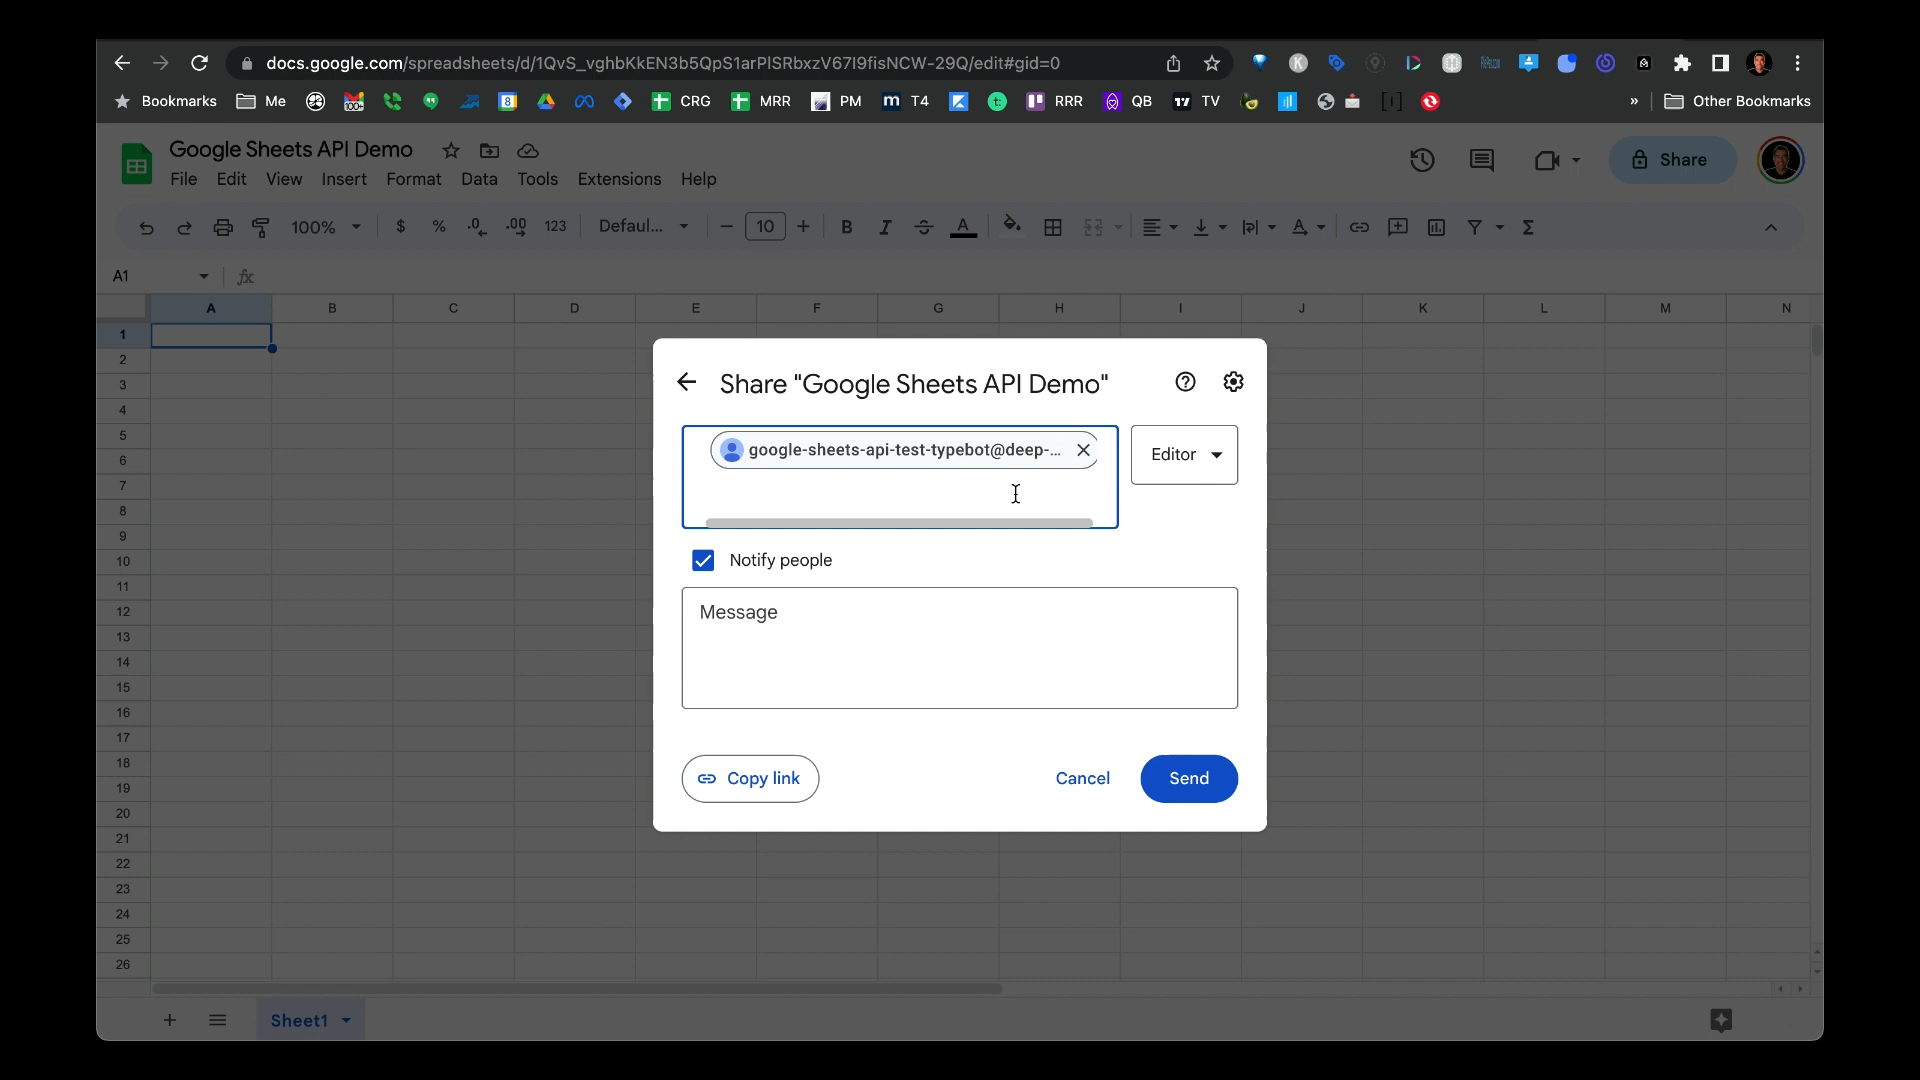 docs.google.com/spreadsheets/d/1QvS_vghbKkEN3b5QpS1arPISRbxzV67I9fisNCW-29Q/edit#gid=0
Bookmarks Me CRG MRR PM T4 RRR QB TV » Other Bookmarks
Google Sheets API Demo
Share
File Edit View Insert Format Data Tools Extensions Help
100% $ % .0 .00 123 Defaul... 10 B I A
A1 fx
A B C D E F G H I J K L M N
1
2
3
4
5
6
7
8
9
10
11
12
13
14
15
16
17
18
19
20
21
22
23
24
25
26
Share "Google Sheets API Demo"
google-sheets-api-test-typebot@deep-...
Editor
Notify people
Message
Copy link
Cancel
Send
Sheet1